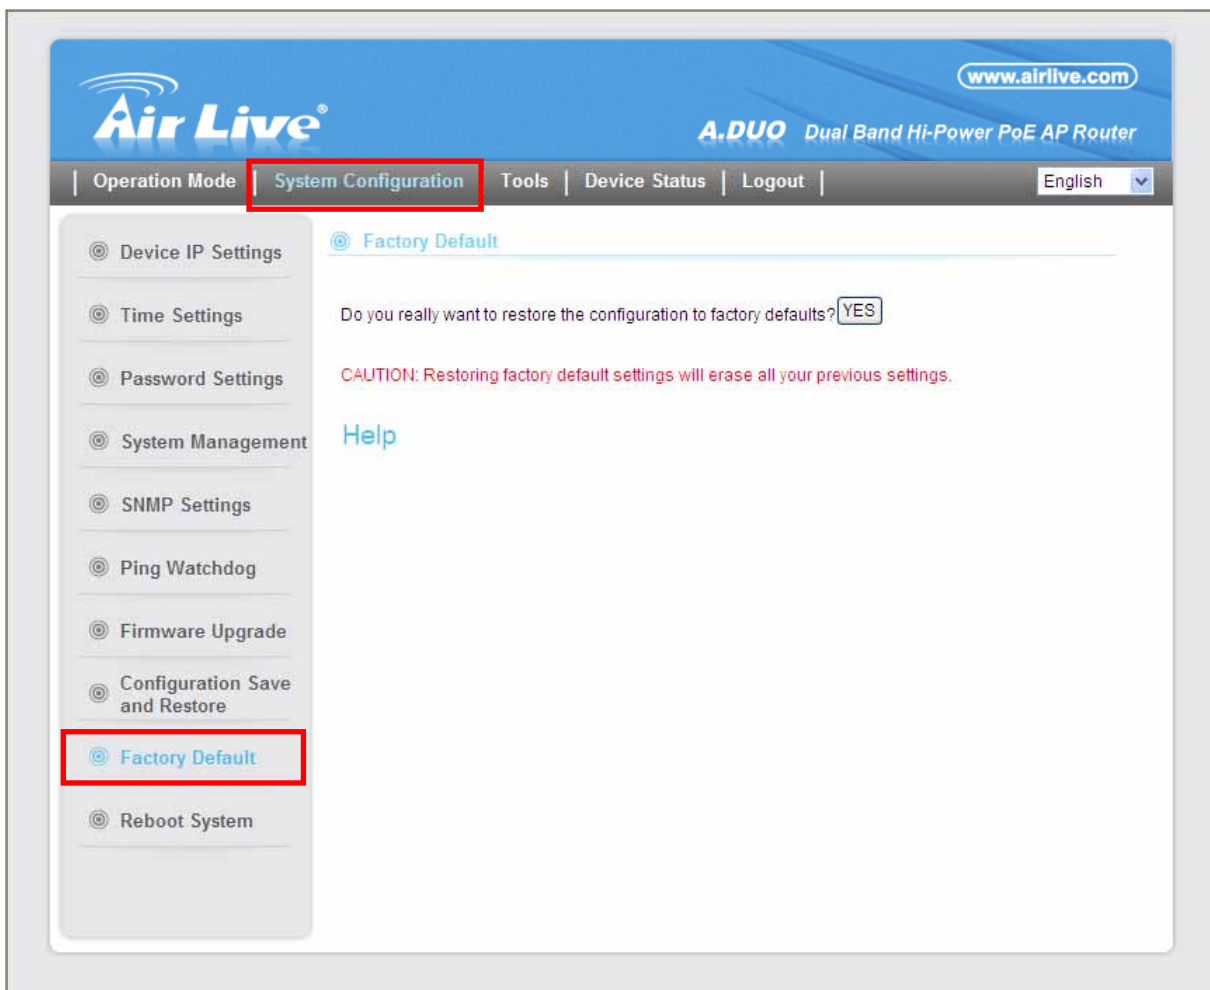 www.airlive.com
Air Live®
A.DUO Dual Band Hi-Power PoE AP Router
| Operation Mode | System Configuration Tools | Device Status | Logout | English
Device IP Settings
Time Settings
Password Settings
System Management
SNMP Settings
Ping Watchdog
Firmware Upgrade
Configuration Save
and Restore
Factory Default
Reboot System
Factory Default
Do you really want to restore the configuration to factory defaults? YES
CAUTION: Restoring factory default settings will erase all your previous settings.
Help